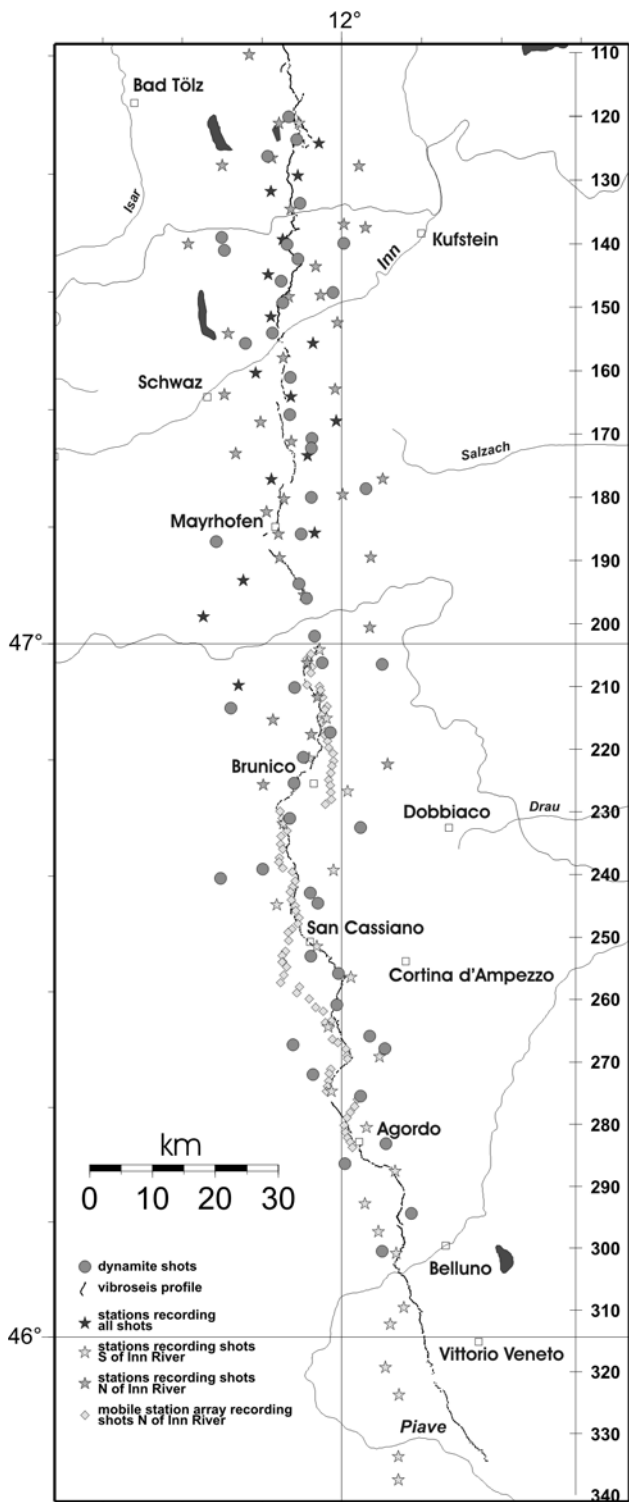 12°
110
Bad Tölz
120
130
Isar
140
Kufstein
Inn
150
160
Schwaz
170
Salzach
180
Mayrhofen
190
200
47°
210
220
Brunico
Dobbiaco
230
Drau
240
San Cassiano
250
Cortina d'Ampezzo
260
270
280
Agordo
km
290
0 10 20 30
300
Belluno
dynamite shots
vibroseis profile
310
stations recording
all shots
46°
Vittorio Veneto
stations recording shots
S of Inn River
320
stations recording shots
N of Inn River
330
Piave
mobile station array recording
shots N of Inn River
340